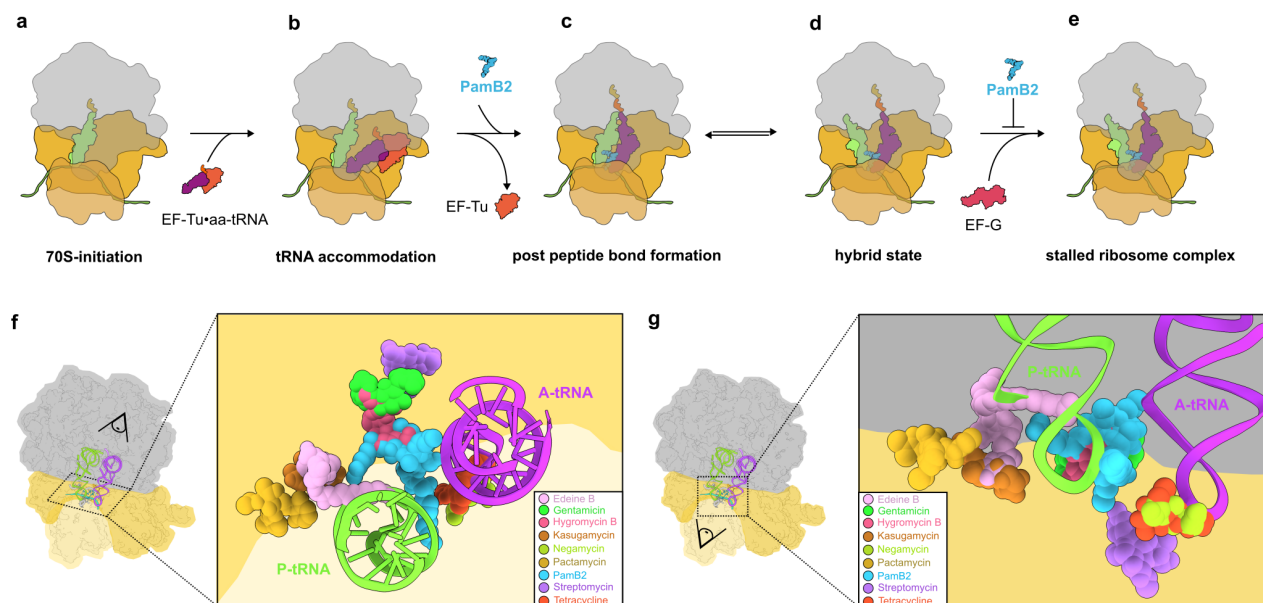 a
b
c
d
e
PamB2
PamB2
EF-Tu•aa-tRNA
EF-Tu
EF-G
70S-initiation
tRNA accommodation
post peptide bond formation
hybrid state
stalled ribosome complex
f
A-tRNA
P-tRNA
Edeine B
Gentamicin
Hygromycin B
Kasugamycin
Negamycin
Pactamycin
PamB2
Streptomycin
Tetracycline
g
P-tRNA
A-tRNA
Edeine B
Gentamicin
Hygromycin B
Kasugamycin
Negamycin
Pactamycin
PamB2
Streptomycin
Tetracycline